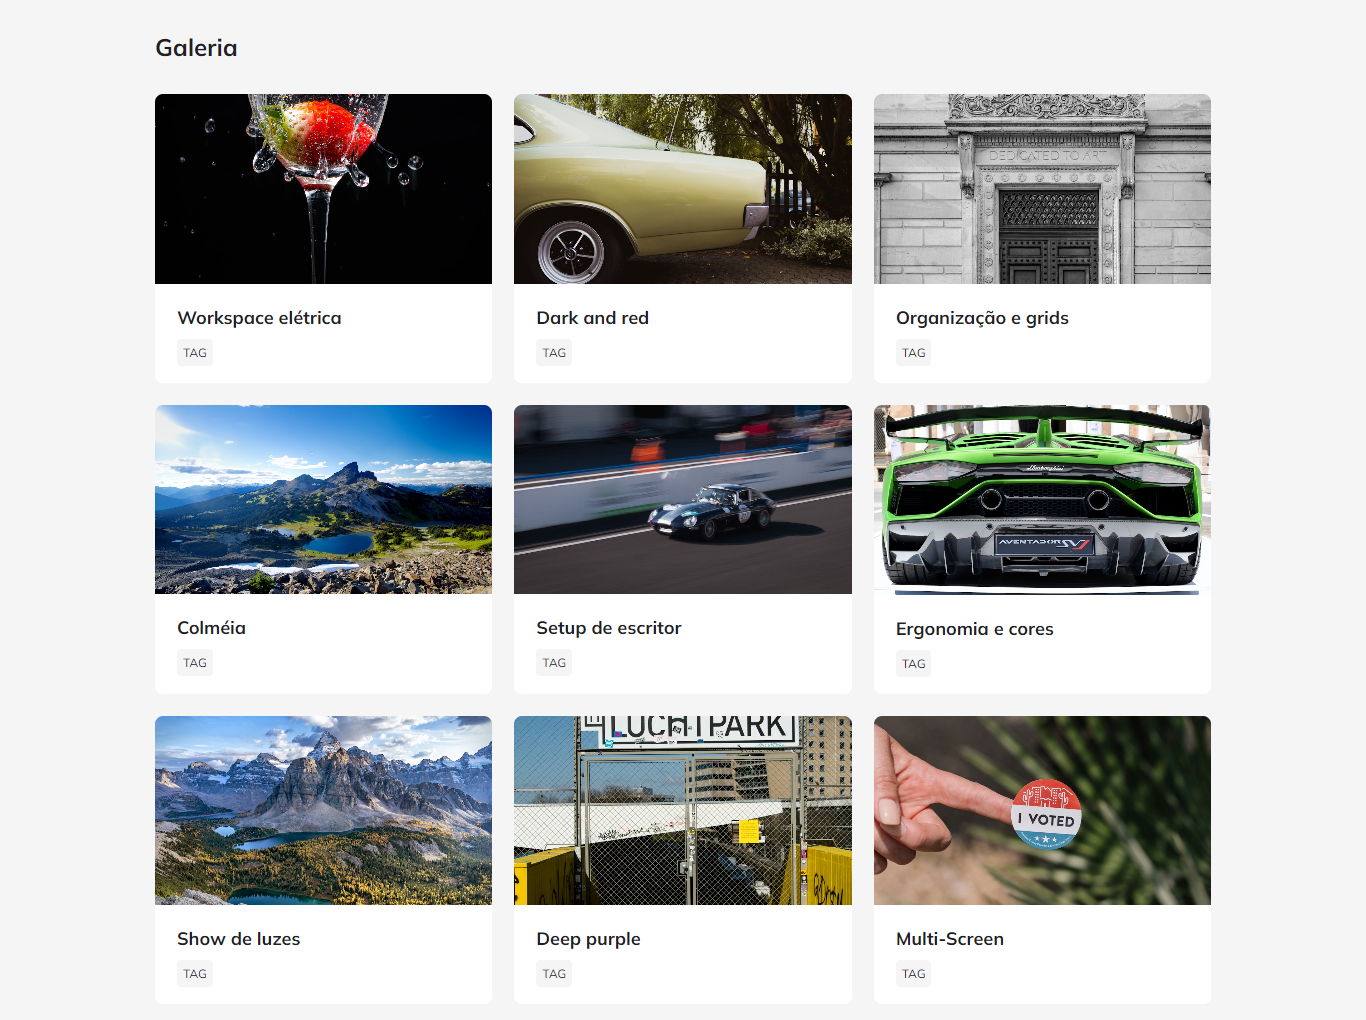 Galeria
DEDICATED TO ART
Workspace elétrica
Dark and red
Organização e grids
TAG
TAG
TAG
Lamborghini
AVENTADOR SVJ
Colméia
Setup de escritor
Ergonomia e cores
TAG
TAG
TAG
LUCHTPARK
I VOTED
Show de luzes
Deep purple
Multi-Screen
TAG
TAG
TAG